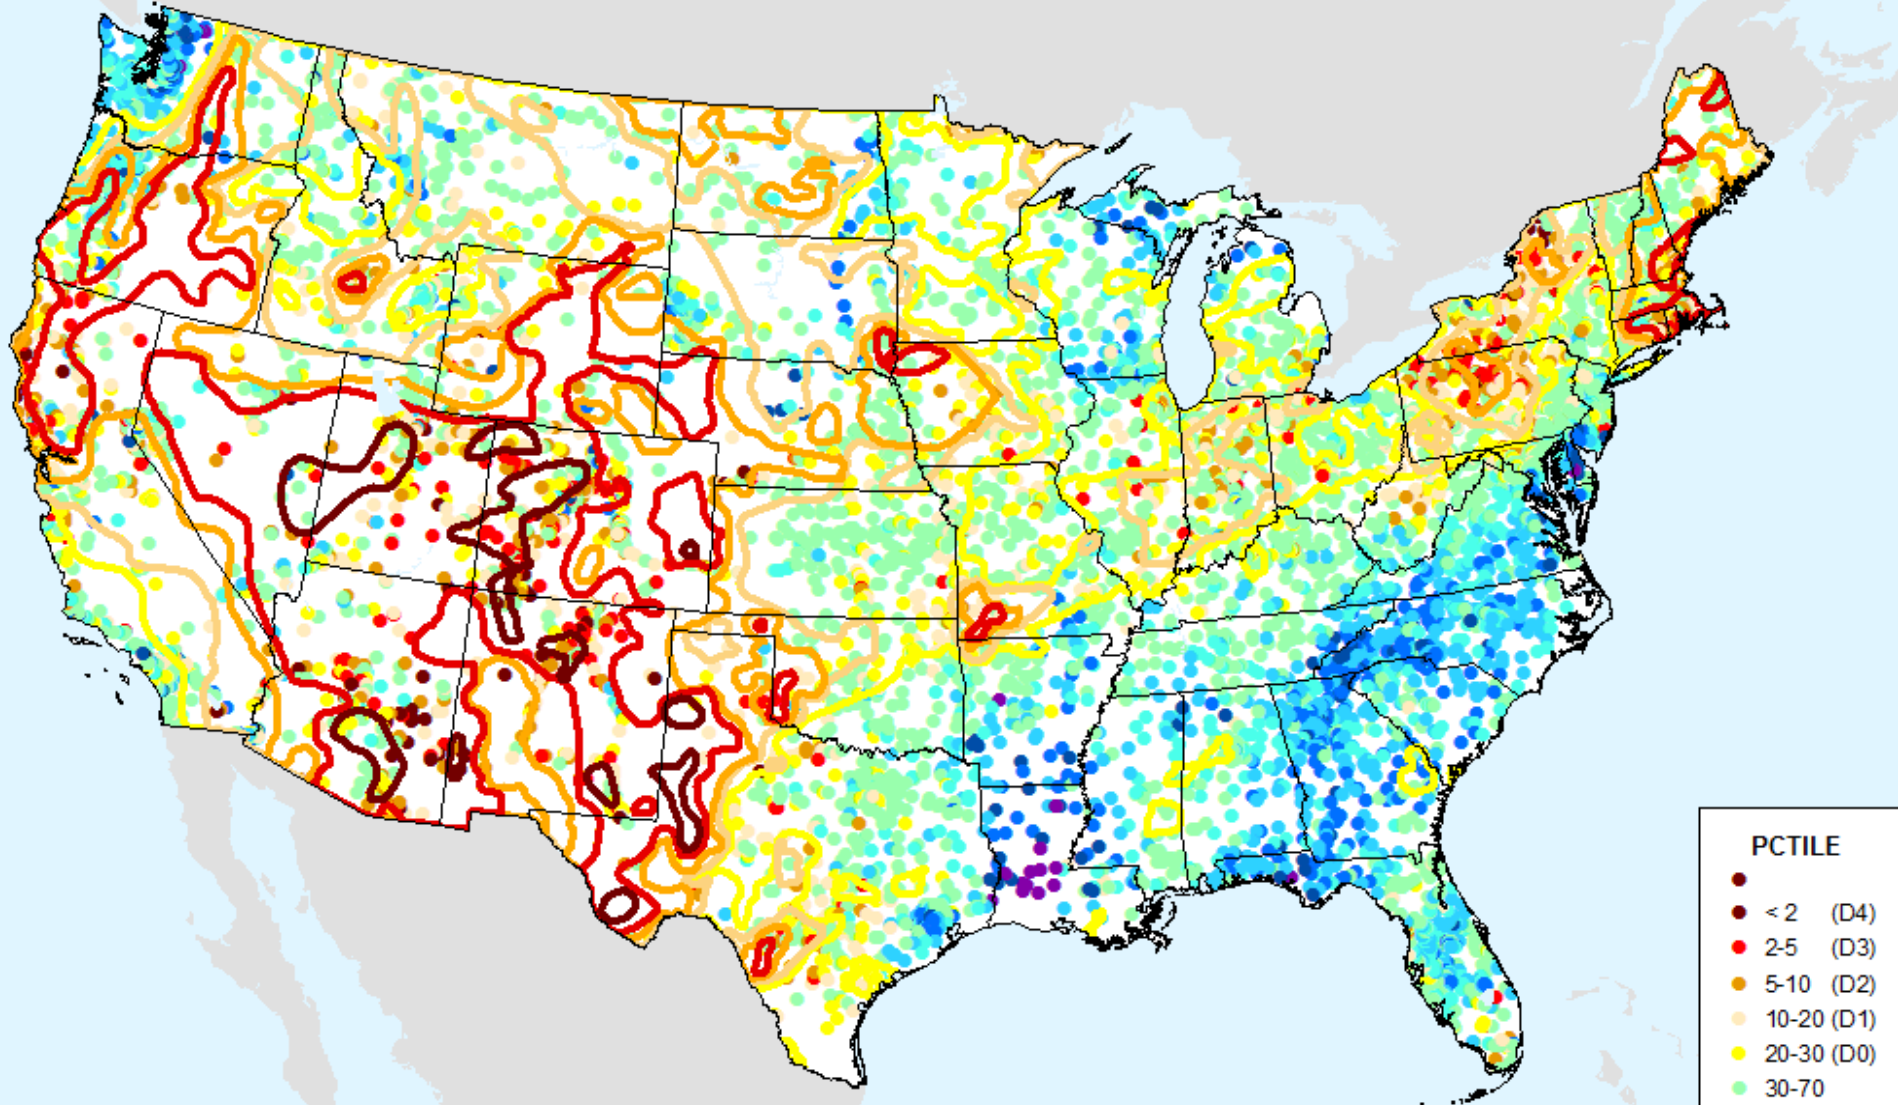 PCTILE
< 2 (D4)
2-5 (D3)
5-10 (D2)
10-20 (D1)
20-30 (D0)
30-70